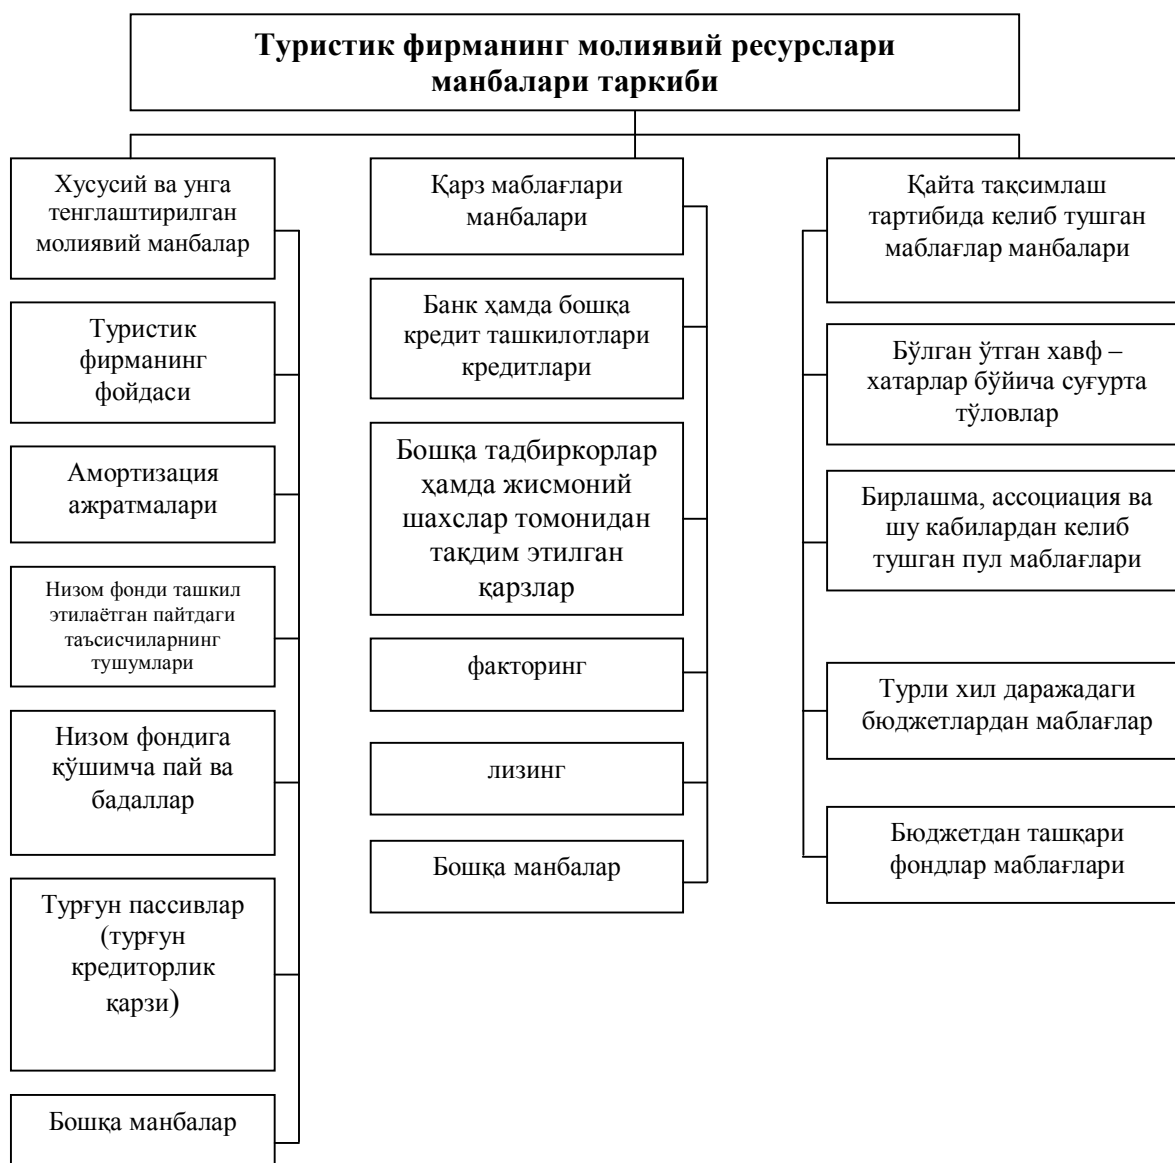 Туристик фирманинг молиявий ресурслари
манбалари таркиби
Хусусий ва унга
тенглаштирилган
молиявий манбалар
Туристик
фирманинг
фойдаси
Амортизация
ажратмалари
Низом фонди ташкил
этилаётган пайтдаги
таъсисчиларнинг
тушумлари
Низом фондига
қўшимча пай ва
бадаллар
Турғун пассивлар
(турғун
кредиторлик
қарзи)
Бошқа манбалар
Қарз маблағлари
манбалари
Банк ҳамда бошқа
кредит ташкилотлари
кредитлари
Бошқа тадбиркорлар
ҳамда жисмоний
шахслар томонидан
тақдим этилган
қарзлар
факторинг
лизинг
Бошқа манбалар
Қайта тақсимлаш
тартибида келиб тушган
маблағлар манбалари
Бўлган ўтган хавф –
хатарлар бўйича суғурта
тўловлар
Бирлашма, ассоциация ва
шу кабилардан келиб
тушган пул маблағлари
Турли хил даражадаги
бюджетлардан маблағлар
Бюджетдан ташқари
фондлар маблағлари